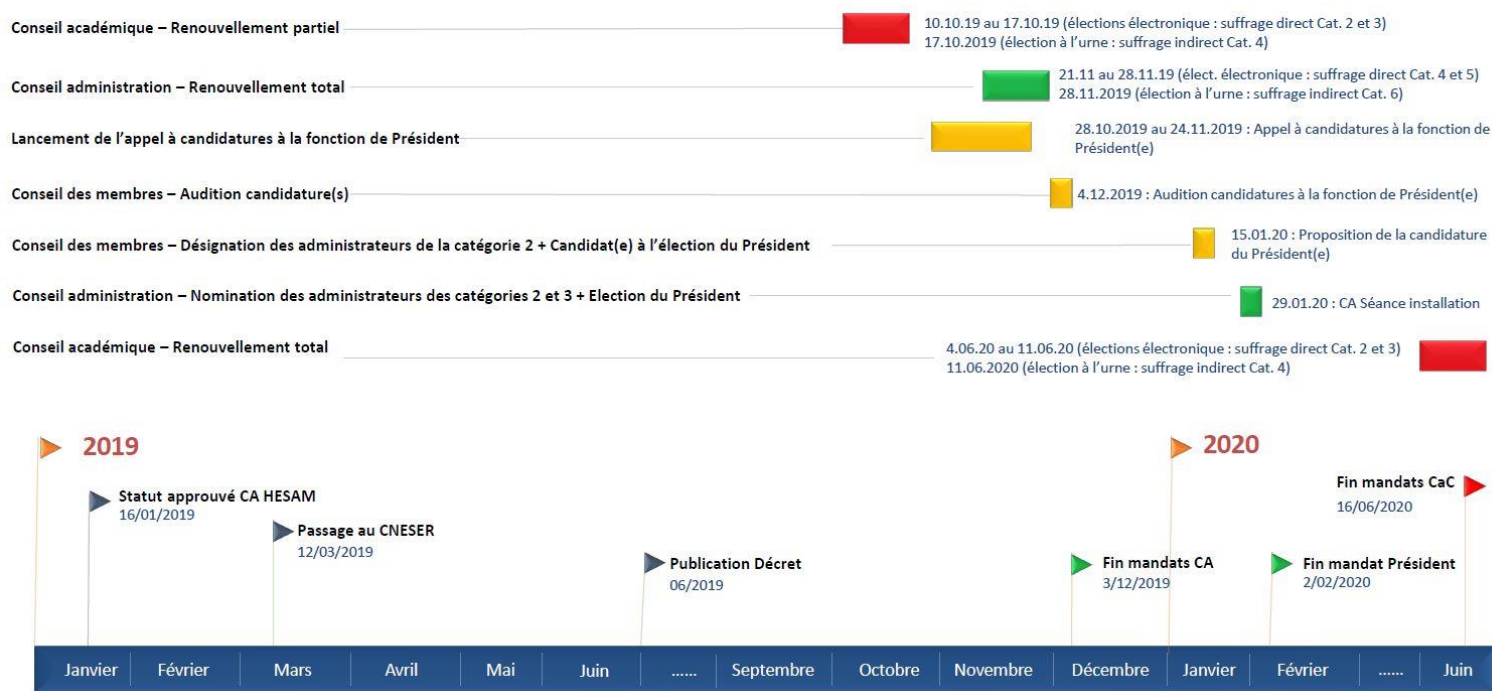 Conseil académique – Renouvellement partiel
10.10.19 au 17.10.19 (élections électronique : suffrage direct Cat. 2 et 3)
17.10.2019 (élection à l'urne : suffrage indirect Cat. 4)
Conseil administration – Renouvellement total
21.11 au 28.11.19 (élect. électronique : suffrage direct Cat. 4 et 5)
28.11.2019 (élection à l'urne : suffrage indirect Cat. 6)
Lancement de l'appel à candidatures à la fonction de Président
28.10.2019 au 24.11.2019 : Appel à candidatures à la fonction de
Président(e)
Conseil des membres – Audition candidature(s)
4.12.2019 : Audition candidatures à la fonction de Président(e)
Conseil des membres – Désignation des administrateurs de la catégorie 2 + Candidat(e) à l'élection du Président
15.01.20 : Proposition de la candidature
du Président(e)
Conseil administration – Nomination des administrateurs des catégories 2 et 3 + Election du Président
29.01.20 : CA Séance installation
Conseil académique – Renouvellement total
4.06.20 au 11.06.20 (élections électronique : suffrage direct Cat. 2 et 3)
11.06.2020 (élection à l'urne : suffrage indirect Cat. 4)
2019
2020
Statut approuvé CA HESAM
16/01/2019
Passage au CNESER
12/03/2019
Publication Décret
06/2019
Fin mandats CA
3/12/2019
Fin mandat Président
2/02/2020
Fin mandats CaC
16/06/2020
Janvier Février Mars Avril Mai Juin ...... Septembre Octobre Novembre Décembre Janvier Février ...... Juin